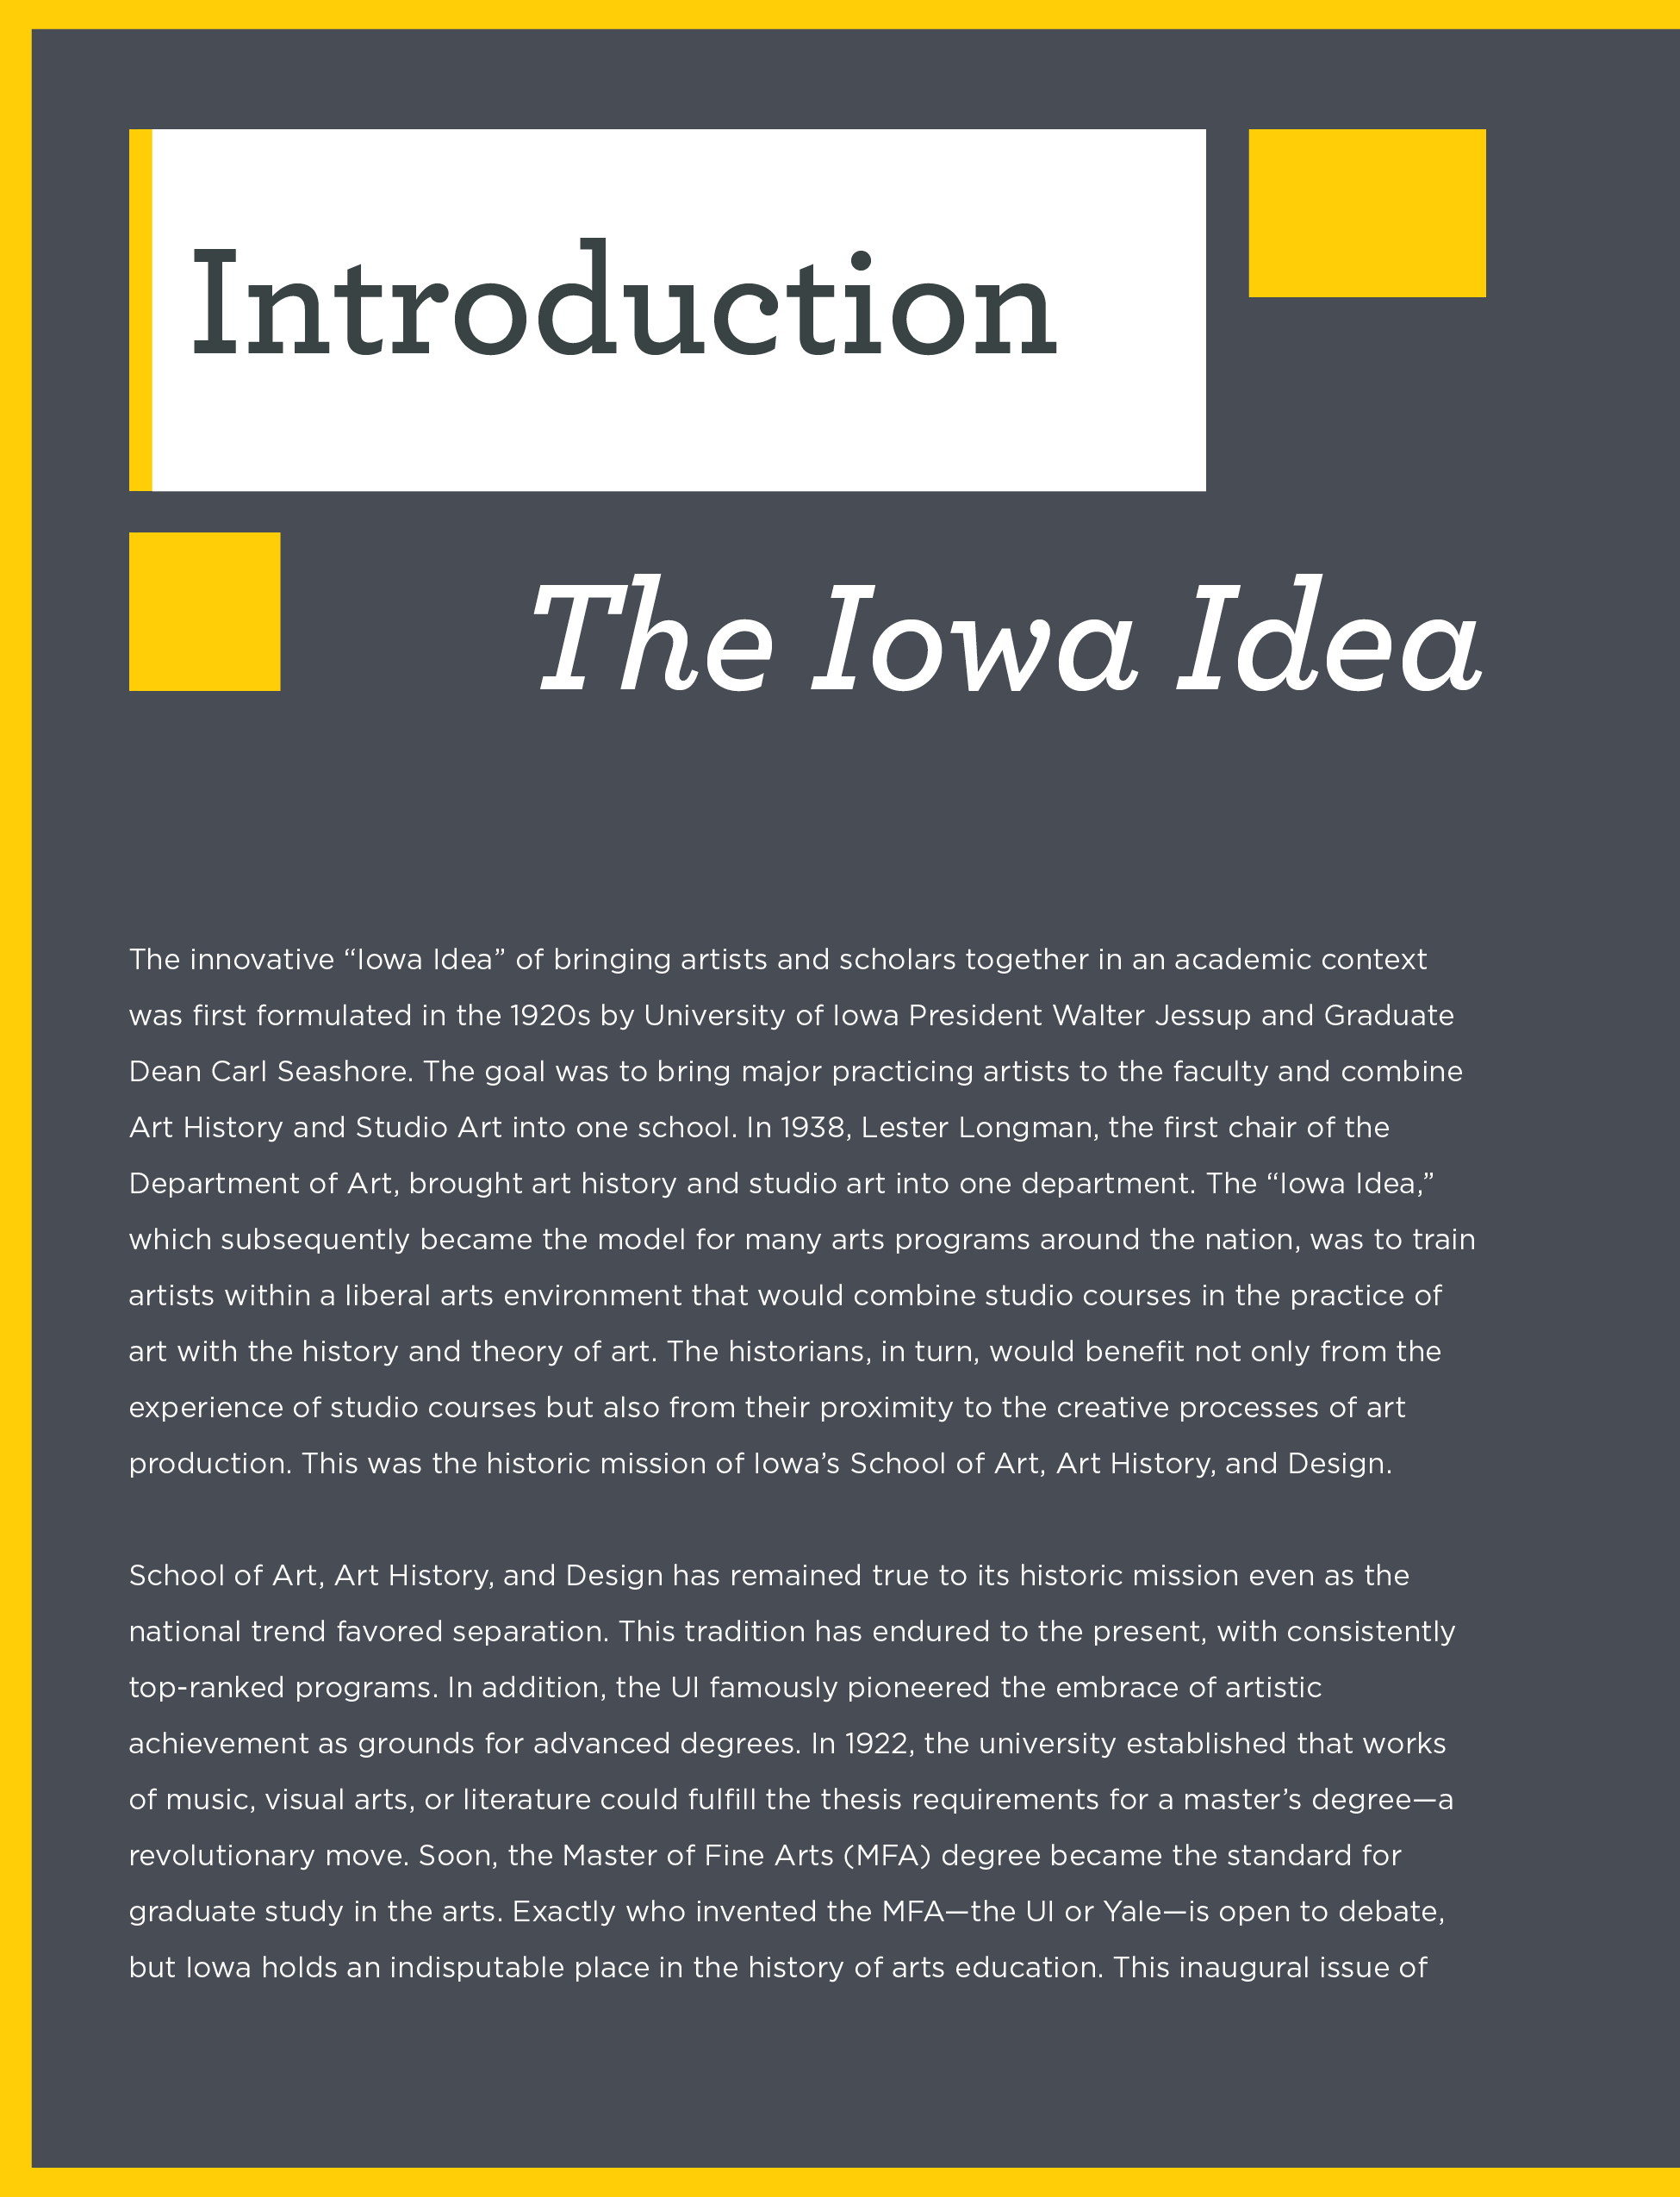 Introduction
The Iowa Idea
The innovative “Iowa Idea” of bringing artists and scholars together in an academic context
was first formulated in the 1920s by University of Iowa President Walter Jessup and Graduate
Dean Carl Seashore. The goal was to bring major practicing artists to the faculty and combine
Art History and Studio Art into one school. In 1938, Lester Longman, the first chair of the
Department of Art, brought art history and studio art into one department. The “Iowa Idea,”
which subsequently became the model for many arts programs around the nation, was to train
artists within a liberal arts environment that would combine studio courses in the practice of
art with the history and theory of art. The historians, in turn, would benefit not only from the
experience of studio courses but also from their proximity to the creative processes of art
production. This was the historic mission of Iowa’s School of Art, Art History, and Design.
School of Art, Art History, and Design has remained true to its historic mission even as the
national trend favored separation. This tradition has endured to the present, with consistently
top-ranked programs. In addition, the UI famously pioneered the embrace of artistic
achievement as grounds for advanced degrees. In 1922, the university established that works
of music, visual arts, or literature could fulfill the thesis requirements for a master’s degree—a
revolutionary move. Soon, the Master of Fine Arts (MFA) degree became the standard for
graduate study in the arts. Exactly who invented the MFA—the UI or Yale—is open to debate,
but Iowa holds an indisputable place in the history of arts education. This inaugural issue of